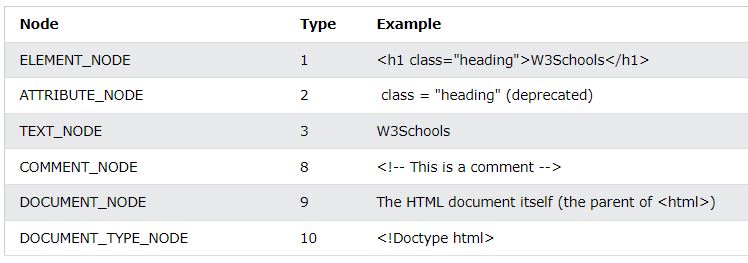 Node Type Example
ELEMENT_NODE 1 <h1 class="heading">W3Schools</h1>
ATTRIBUTE_NODE 2 class = "heading" (deprecated)
TEXT_NODE 3 W3Schools
COMMENT_NODE 8 <!-- This is a comment -->
DOCUMENT_NODE 9 The HTML document itself (the parent of <html>)
DOCUMENT_TYPE_NODE 10 <!Doctype html>